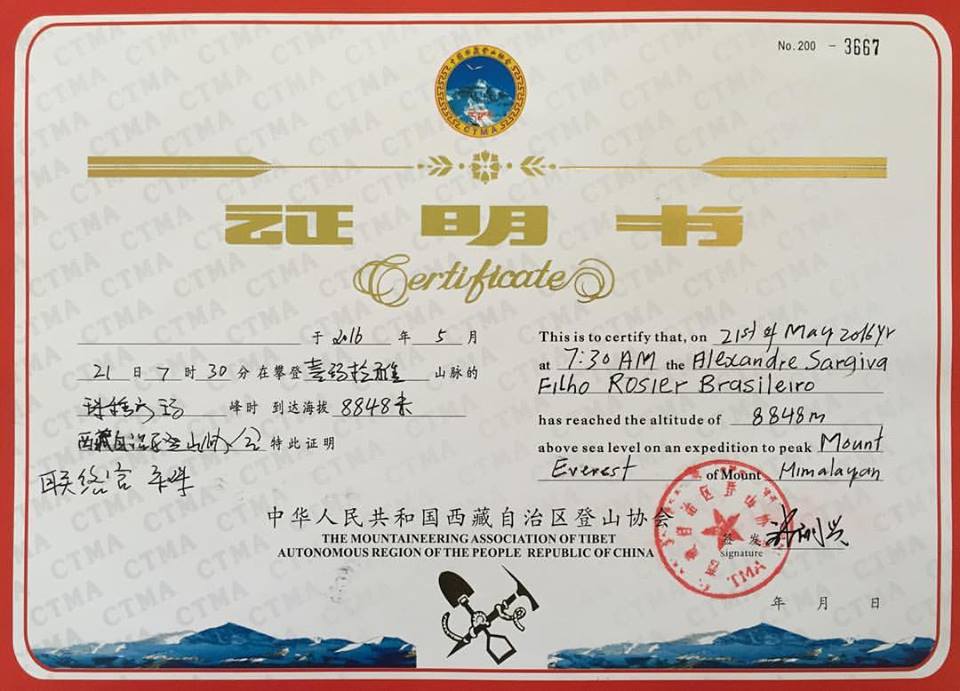 No.200 - 3667
CTMA
证明书
Certificate
于 2016 年 5 月
21 日 7 时 30 分在攀登喜玛拉雅山脉的
珠穆朗玛 峰时 到达海拔 8848米
西藏自治区登山协会 特此证明
联络官
This is to certify that, on 21st of May 2016yr
at 7:30 AM the Alexandre Sargiva
Filho Rosier Brasileiro
has reached the altitude of 8848m
above sea level on an expedition to peak Mount
Everest of Mount Himalayan
中华人民共和国西藏自治区登山协会
THE MOUNTAINEERING ASSOCIATION OF TIBET
AUTONOMOUS REGION OF THE PEOPLE REPUBLIC OF CHINA
签 发
signature
年 月 日